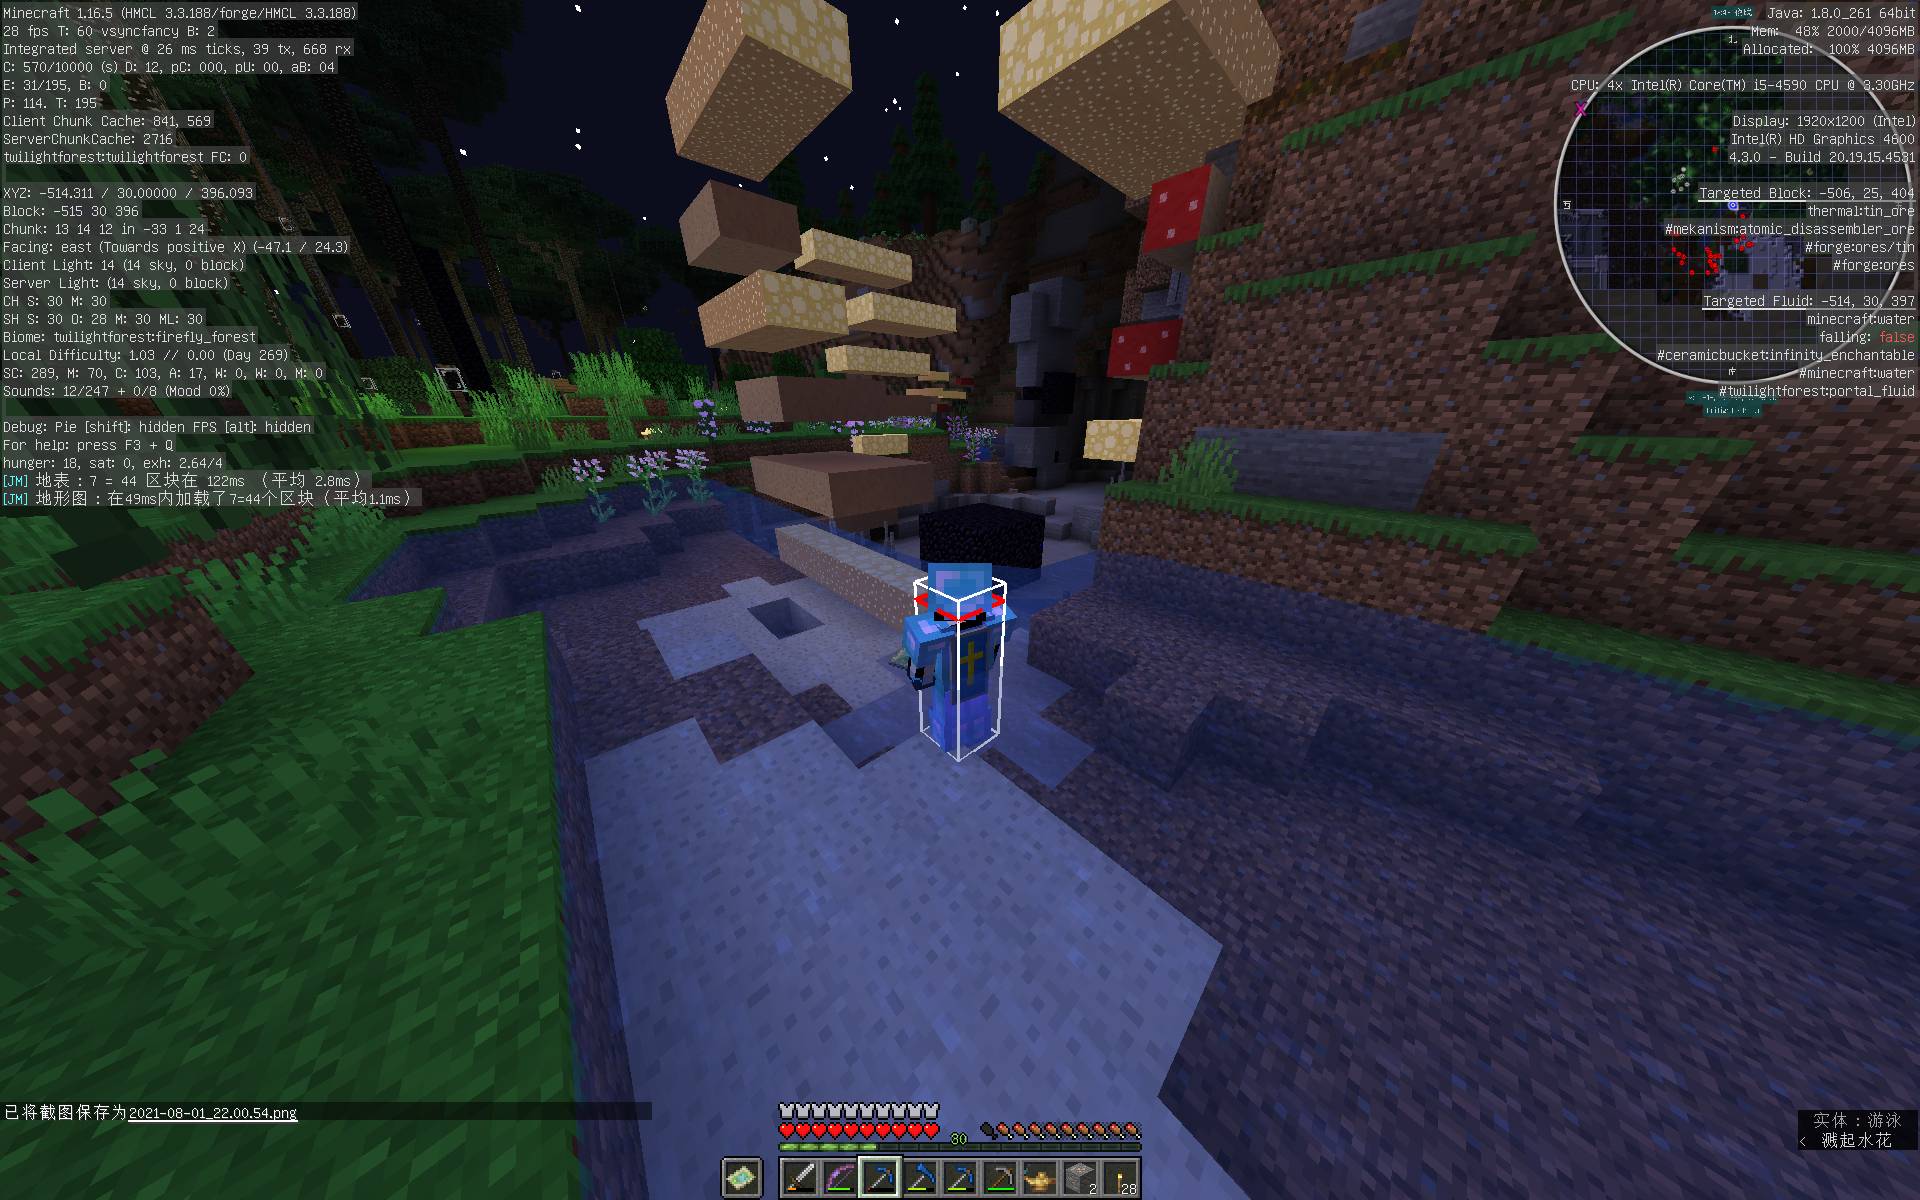 Minecraft 1.16.5 (HMCL 3.3.188/forge/HMCL 3.3.188)
28 fps T: 60 vsyncfancy B: 2
Integrated server @ 26 ms ticks, 39 tx, 668 rx
C: 570/10000 (s) D: 12, pC: 000, pU: 00, aB: 04
E: 31/195, B: 0
P: 114. T: 195
Client Chunk Cache: 841, 569
ServerChunkCache: 2716
twilightforest:twilightforest FC: 0
XYZ: -514.311 / 30.00000 / 396.093
Block: -515 30 396
Chunk: 13 14 12 in -33 1 24
Facing: east (Towards positive X) (-47.1 / 24.3)
Client Light: 14 (14 sky, 0 block)
Server Light: (14 sky, 0 block)
CH S: 30 M: 30
SH S: 30 O: 28 M: 30 ML: 30
Biome: twilightforest:firefly_forest
Local Difficulty: 1.03 // 0.00 (Day 269)
SC: 289, M: 70, C: 103, A: 17, W: 0, W: 0, M: 0
Sounds: 12/247 + 0/8 (Mood 0%)
Debug: Pie [shift]: hidden FPS [alt]: hidden
For help: press F3 + Q
hunger: 18, sat: 0, exh: 2.64/4
[JM] 地表：7 = 44 区块在 122ms （平均 2.8ms）
[JM] 地形图：在49ms内加载了7=44个区块（平均1.1ms）
Java: 1.8.0_261 64bit
Mem: 48% 2000/4096MB
Allocated: 100% 4096MB
CPU: 4x Intel(R) Core(TM) i5-4590 CPU @ 3.30GHz
Display: 1920x1200 (Intel)
Intel(R) HD Graphics 4600
4.3.0 - Build 20.19.15.4531
Targeted Block: -506, 25, 404
thermal:tin_ore
#mekanism:atomic_disassembler_ore
#forge:ores/tin
#forge:ores
Targeted Fluid: -514, 30, 397
minecraft:water
falling: false
#ceramicbucket:infinity_enchantable
#minecraft:water
#twilightforest:portal_fluid
已将截图保存为2021-08-01_22.00.54.png
实体：游泳
< 溅起水花
30
2
28